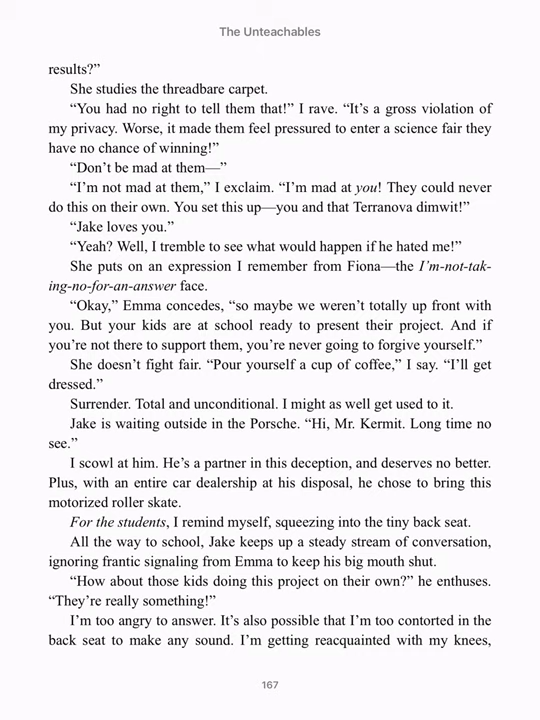 The Unteachables
results?”
She studies the threadbare carpet.
“You had no right to tell them that!” I rave. “It’s a gross violation of
my privacy. Worse, it made them feel pressured to enter a science fair they
have no chance of winning!”
“Don’t be mad at them—”
“I’m not mad at them,” I exclaim. “I’m mad at you! They could never
do this on their own. You set this up—you and that Terranova dimwit!”
“Jake loves you.”
“Yeah? Well, I tremble to see what would happen if he hated me!”
She puts on an expression I remember from Fiona—the I’m-not-tak-
ing-no-for-an-answer face.
“Okay,” Emma concedes, “so maybe we weren’t totally up front with
you. But your kids are at school ready to present their project. And if
you’re not there to support them, you’re never going to forgive yourself.”
She doesn’t fight fair. “Pour yourself a cup of coffee,” I say. “I’ll get
dressed.”
Surrender. Total and unconditional. I might as well get used to it.
Jake is waiting outside in the Porsche. “Hi, Mr. Kermit. Long time no
see.”
I scowl at him. He’s a partner in this deception, and deserves no better.
Plus, with an entire car dealership at his disposal, he chose to bring this
motorized roller skate.
For the students, I remind myself, squeezing into the tiny back seat.
All the way to school, Jake keeps up a steady stream of conversation,
ignoring frantic signaling from Emma to keep his big mouth shut.
“How about those kids doing this project on their own?” he enthuses.
“They’re really something!”
I’m too angry to answer. It’s also possible that I’m too contorted in the
back seat to make any sound. I’m getting reacquainted with my knees,
167